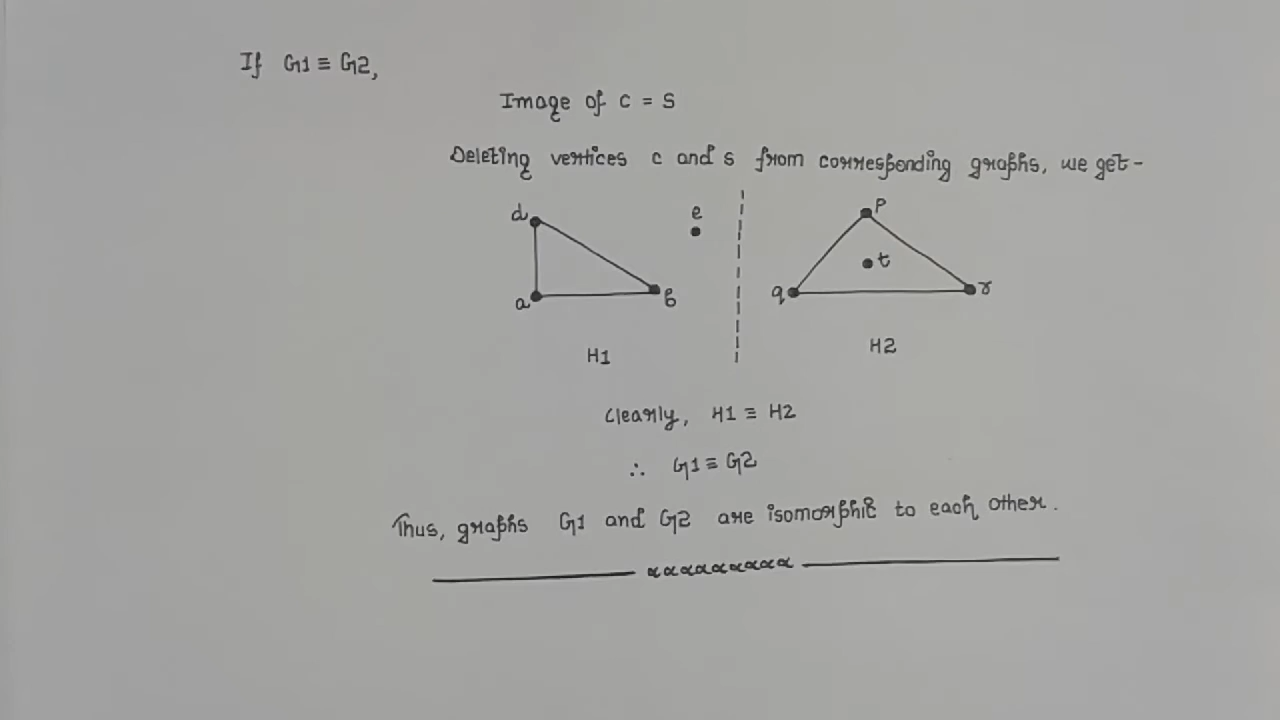 If G1 ≡ G2,
Image of c = s
Deleting vertices c and s from corresponding graphs, we get-
d
e
p
t
a
b
q
r
H1
H2
Clearly, H1 ≡ H2
∴ G1 ≡ G2
Thus, graphs G1 and G2 are isomorphic to each other.